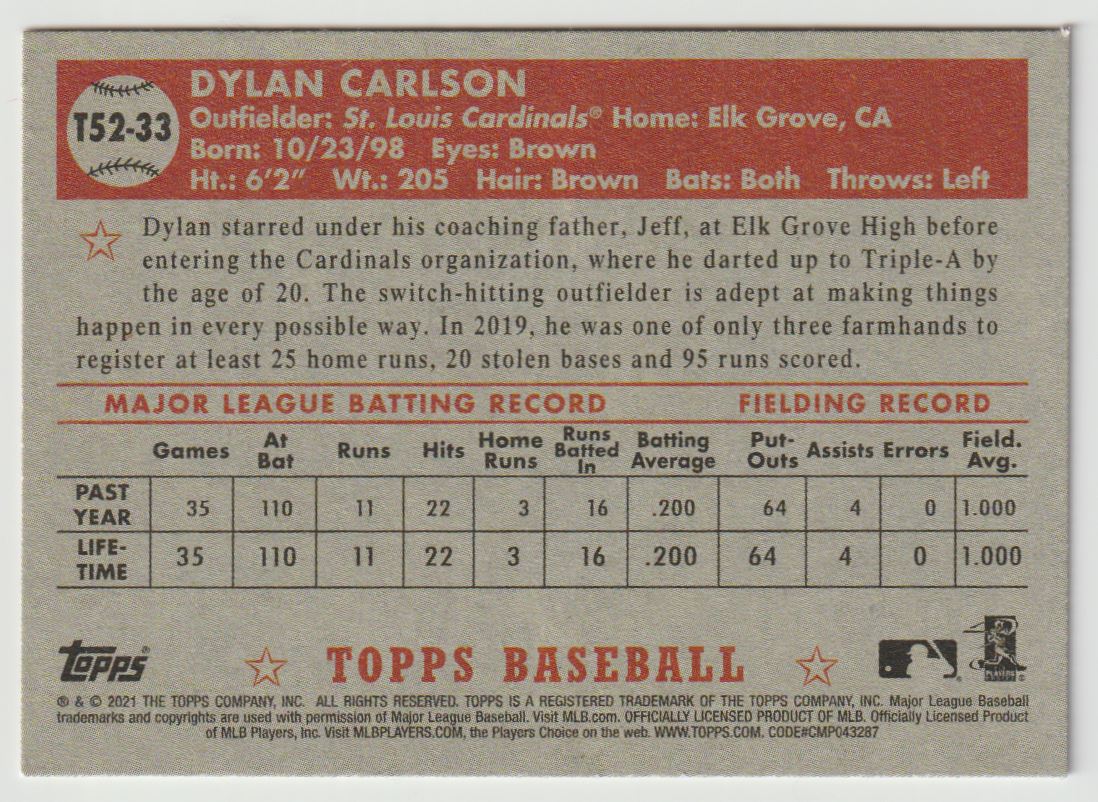 T52-33
DYLAN CARLSON
Outfielder: St. Louis Cardinals® Home: Elk Grove, CA
Born: 10/23/98 Eyes: Brown
Ht.: 6'2" Wt.: 205 Hair: Brown Bats: Both Throws: Left
Dylan starred under his coaching father, Jeff, at Elk Grove High before
entering the Cardinals organization, where he darted up to Triple-A by
the age of 20. The switch-hitting outfielder is adept at making things
happen in every possible way. In 2019, he was one of only three farmhands to
register at least 25 home runs, 20 stolen bases and 95 runs scored.
MAJOR LEAGUE BATTING RECORD FIELDING RECORD
Games At Bat Runs Hits Home Runs Runs Batted In Batting Average Put-Outs Assists Errors Field. Avg.
PAST YEAR 35 110 11 22 3 16 .200 64 4 0 1.000
LIFE-TIME 35 110 11 22 3 16 .200 64 4 0 1.000
Topps® TOPPS BASEBALL PLAYERS
® & © 2021 THE TOPPS COMPANY, INC. ALL RIGHTS RESERVED. TOPPS IS A REGISTERED TRADEMARK OF THE TOPPS COMPANY, INC. Major League Baseball
trademarks and copyrights are used with permission of Major League Baseball. Visit MLB.com. OFFICIALLY LICENSED PRODUCT OF MLB. Officially Licensed Product
of MLB Players, Inc. Visit MLBPLAYERS.COM, the Players Choice on the web. WWW.TOPPS.COM. CODE#CMP043287